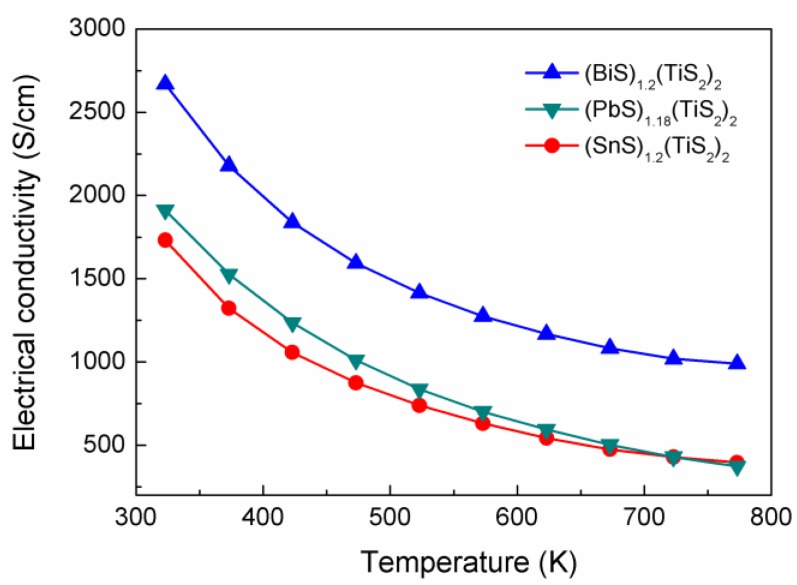 3000
2500
2000
1500
1000
500
300 400 500 600 700 800
Electrical conductivity (S/cm)
Temperature (K)
(BiS)₁.₂(TiS₂)₂
(PbS)₁.₁₈(TiS₂)₂
(SnS)₁.₂(TiS₂)₂